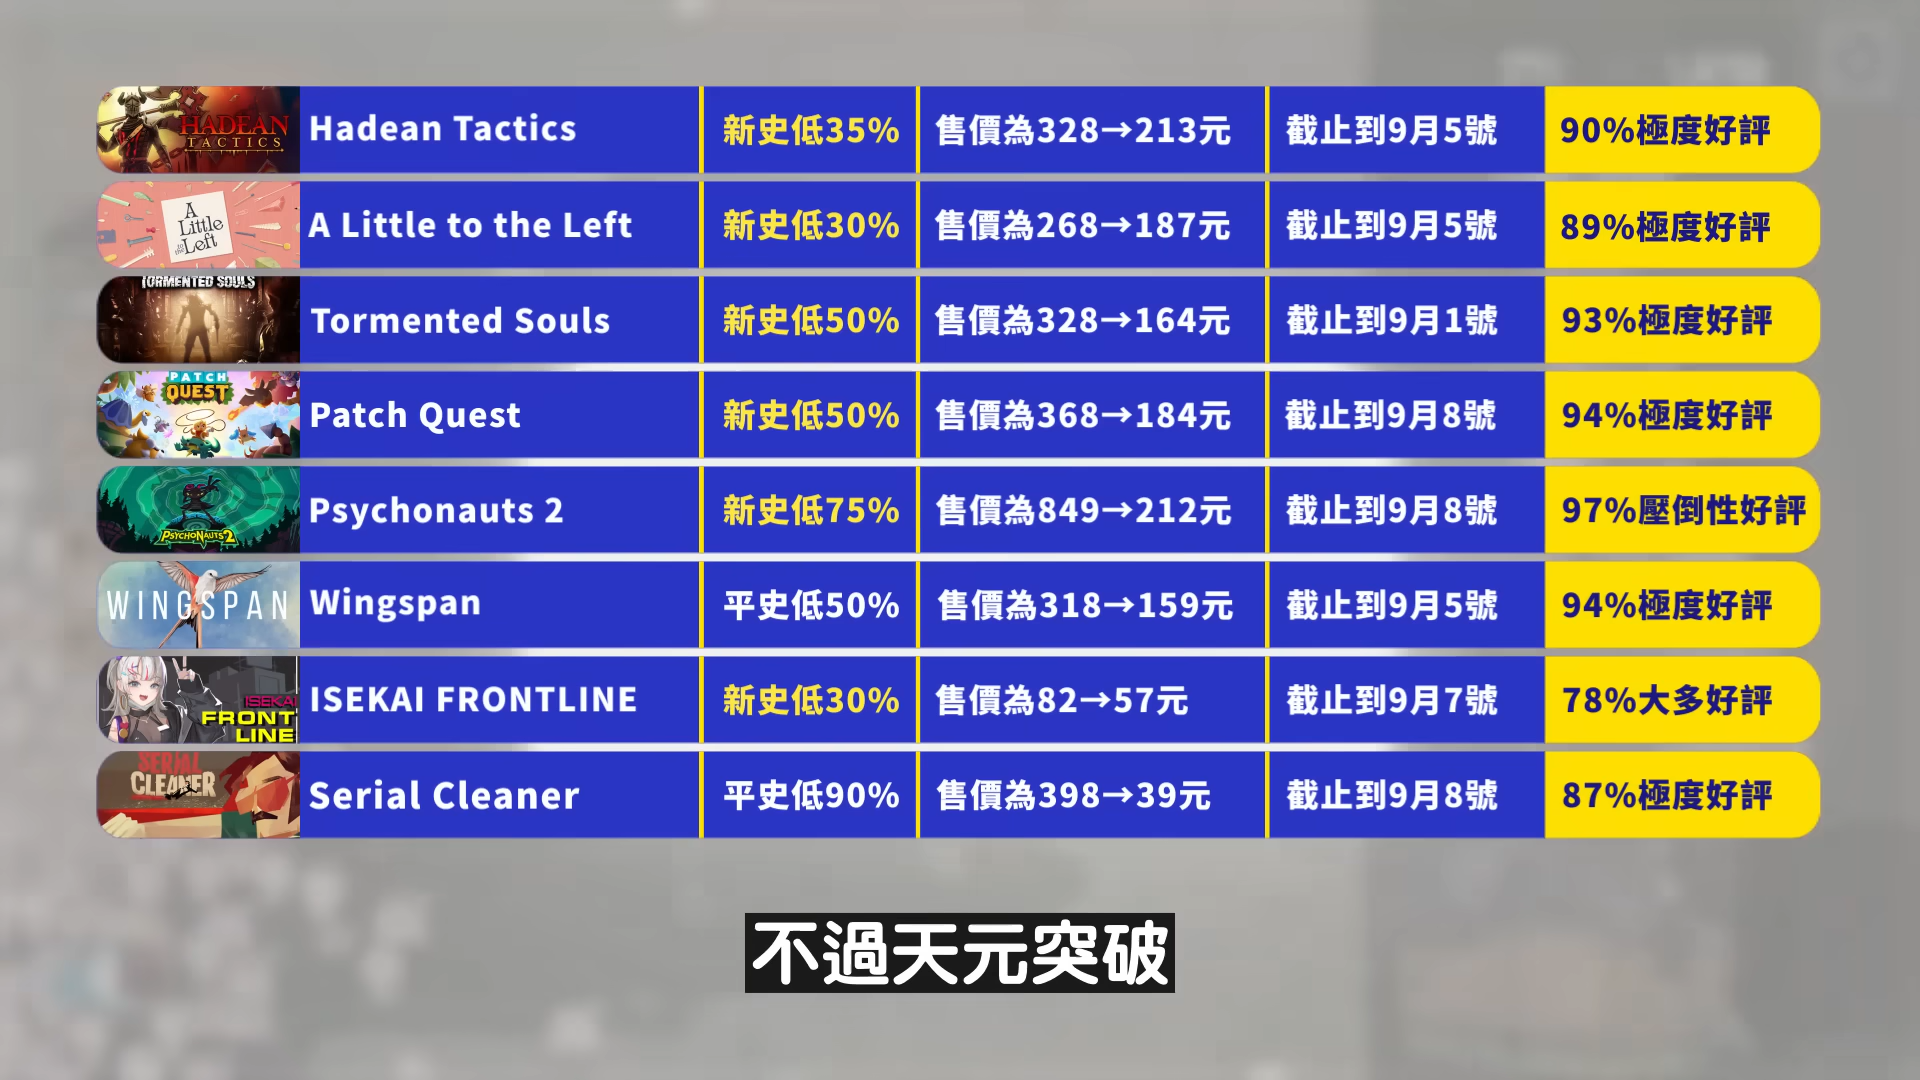 HADEAN
TACTICS
Hadean Tactics
新史低35%
售價為328→213元
截止到9月5號
90%極度好評
A
Little
to the
Left
A Little to the Left
新史低30%
售價為268→187元
截止到9月5號
89%極度好評
TORMENTED SOULS
Tormented Souls
新史低50%
售價為328→164元
截止到9月1號
93%極度好評
PATCH
QUEST
Patch Quest
新史低50%
售價為368→184元
截止到9月8號
94%極度好評
PSYCHONAUTS 2
Psychonauts 2
新史低75%
售價為849→212元
截止到9月8號
97%壓倒性好評
WINGSPAN
Wingspan
平史低50%
售價為318→159元
截止到9月5號
94%極度好評
ISEKAI
FRONT
LINE
ISEKAI FRONTLINE
新史低30%
售價為82→57元
截止到9月7號
78%大多好評
SERIAL
CLEANER
Serial Cleaner
平史低90%
售價為398→39元
截止到9月8號
87%極度好評
不過天元突破